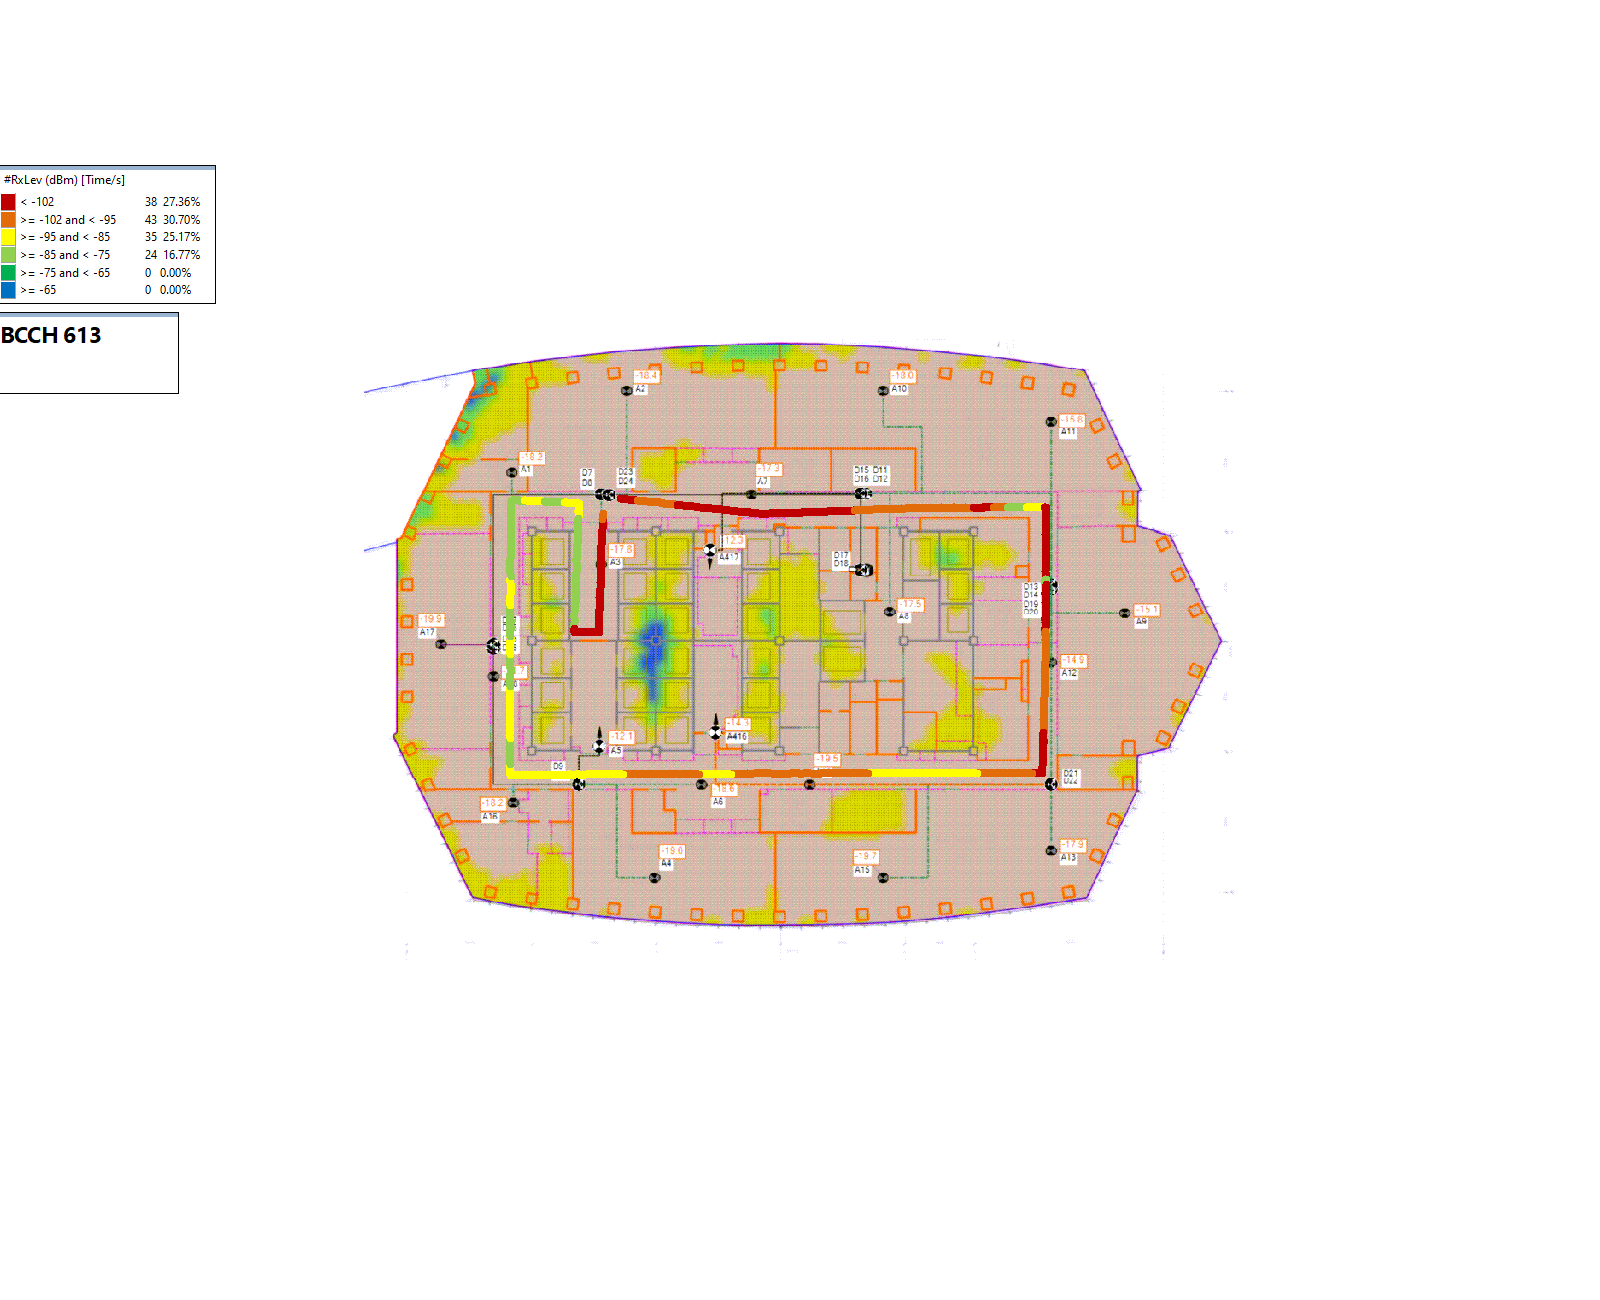 #RxLev (dBm) [Time/s]
< -102 38 27.36%
>= -102 and < -95 43 30.70%
>= -95 and < -85 35 25.17%
>= -85 and < -75 24 16.77%
>= -75 and < -65 0 0.00%
>= -65 0 0.00%
BCCH 613
-18.4
A2
-18.0
A10
-15.8
A11
-18.2
A1
D7
D8
D23
D24
-17.3
A7
D15 D11
D16 D12
-17.8
A3
-12.3
A417
D17
D18
D13
D14
D19
D20
-17.5
A8
-15.1
A9
-19.9
A17
-14.9
A12
-12.1
A5
-14.3
A416
-19.5
D9
-18.6
A6
D21
D22
-18.2
A16
-19.0
A4
-19.7
A15
-17.9
A13